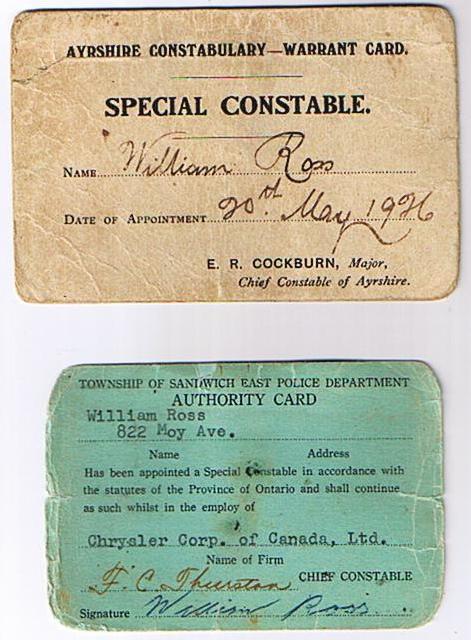 AYRSHIRE CONSTABULARY—WARRANT CARD.
SPECIAL CONSTABLE.
NAME William Ross
DATE OF APPOINTMENT 20th May 1926
E. R. COCKBURN, Major,
Chief Constable of Ayrshire.
TOWNSHIP OF SANDWICH EAST POLICE DEPARTMENT
AUTHORITY CARD
William Ross
822 Moy Ave.
Name Address
Has been appointed a Special Constable in accordance with
the statutes of the Province of Ontario and shall continue
as such whilst in the employ of
Chrysler Corp. of Canada, Ltd.
Name of Firm
F. C. Thurston CHIEF CONSTABLE
Signature William Ross